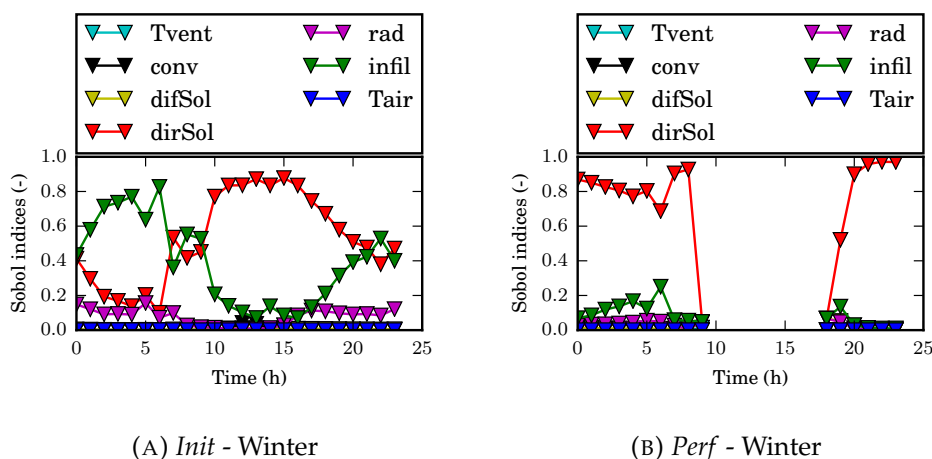 Tvent rad
conv infil
difSol Tair
dirSol
1.0
0.8
0.6
0.4
0.2
0.0
Sobol indices (-)
0 5 10 15 20 25
Time (h)
(A) Init - Winter
Tvent rad
conv infil
difSol Tair
dirSol
1.0
0.8
0.6
0.4
0.2
0.0
Sobol indices (-)
0 5 10 15 20 25
Time (h)
(B) Perf - Winter